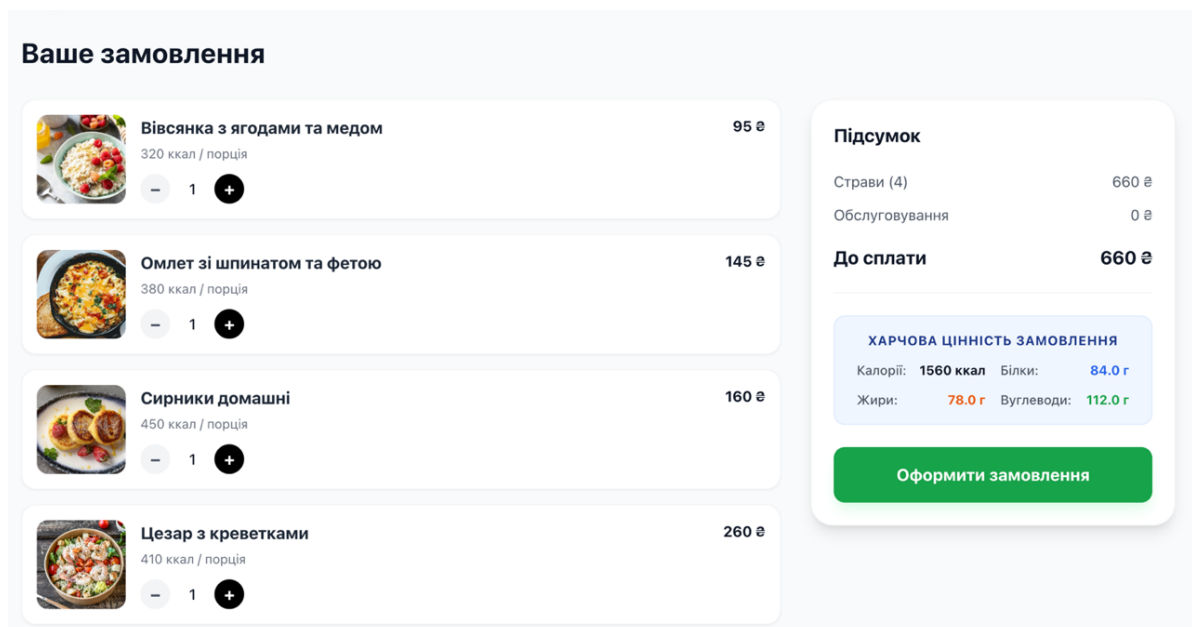 Ваше замовлення
Вівсянка з ягодами та медом
95 ₴
320 ккал / порція
− 1 +
Омлет зі шпинатом та фетою
145 ₴
380 ккал / порція
− 1 +
Сирники домашні
160 ₴
450 ккал / порція
− 1 +
Цезар з креветками
260 ₴
410 ккал / порція
− 1 +
Підсумок
Страви (4) 660 ₴
Обслуговування 0 ₴
До сплати 660 ₴
ХАРЧОВА ЦІННІСТЬ ЗАМОВЛЕННЯ
Калорії: 1560 ккал Білки: 84.0 г
Жири: 78.0 г Вуглеводи: 112.0 г
Оформити замовлення